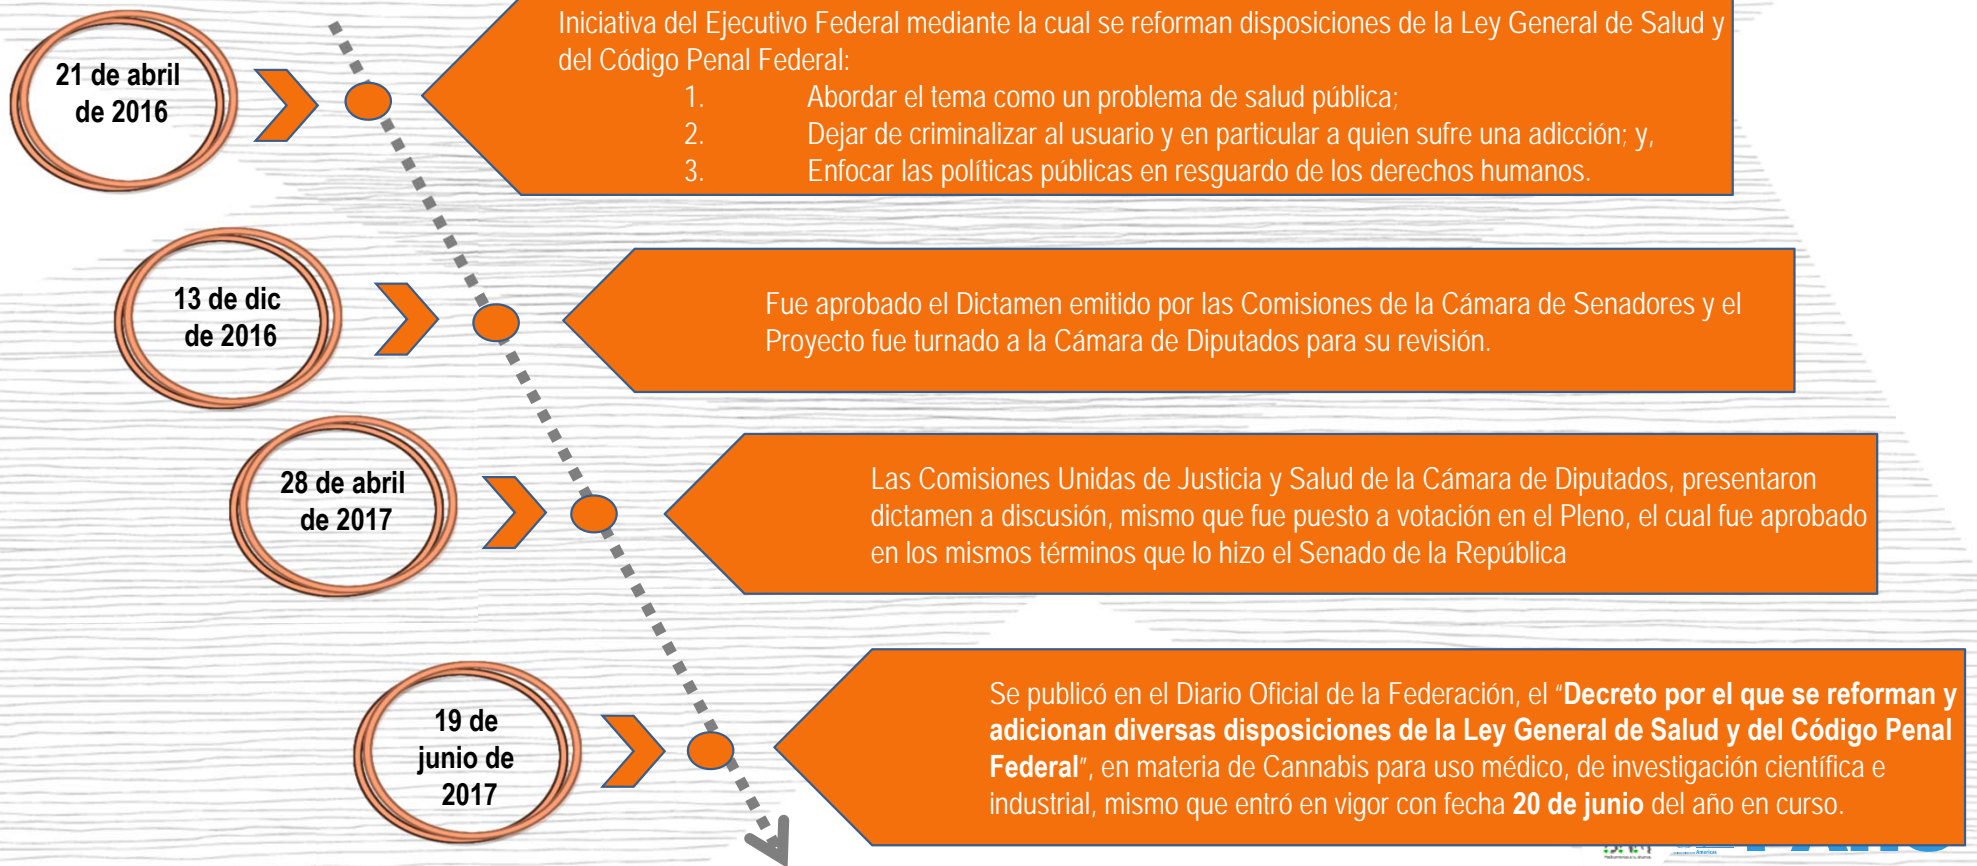 21 de abril
de 2016
Iniciativa del Ejecutivo Federal mediante la cual se reforman disposiciones de la Ley General de Salud y
del Código Penal Federal:
1. Abordar el tema como un problema de salud pública;
2. Dejar de criminalizar al usuario y en particular a quien sufre una adicción; y,
3. Enfocar las políticas públicas en resguardo de los derechos humanos.
13 de dic
de 2016
Fue aprobado el Dictamen emitido por las Comisiones de la Cámara de Senadores y el
Proyecto fue turnado a la Cámara de Diputados para su revisión.
28 de abril
de 2017
Las Comisiones Unidas de Justicia y Salud de la Cámara de Diputados, presentaron
dictamen a discusión, mismo que fue puesto a votación en el Pleno, el cual fue aprobado
en los mismos términos que lo hizo el Senado de la República
19 de
junio de
2017
Se publicó en el Diario Oficial de la Federación, el “Decreto por el que se reforman y
adicionan diversas disposiciones de la Ley General de Salud y del Código Penal
Federal”, en materia de Cannabis para uso médico, de investigación científica e
industrial, mismo que entró en vigor con fecha 20 de junio del año en curso.